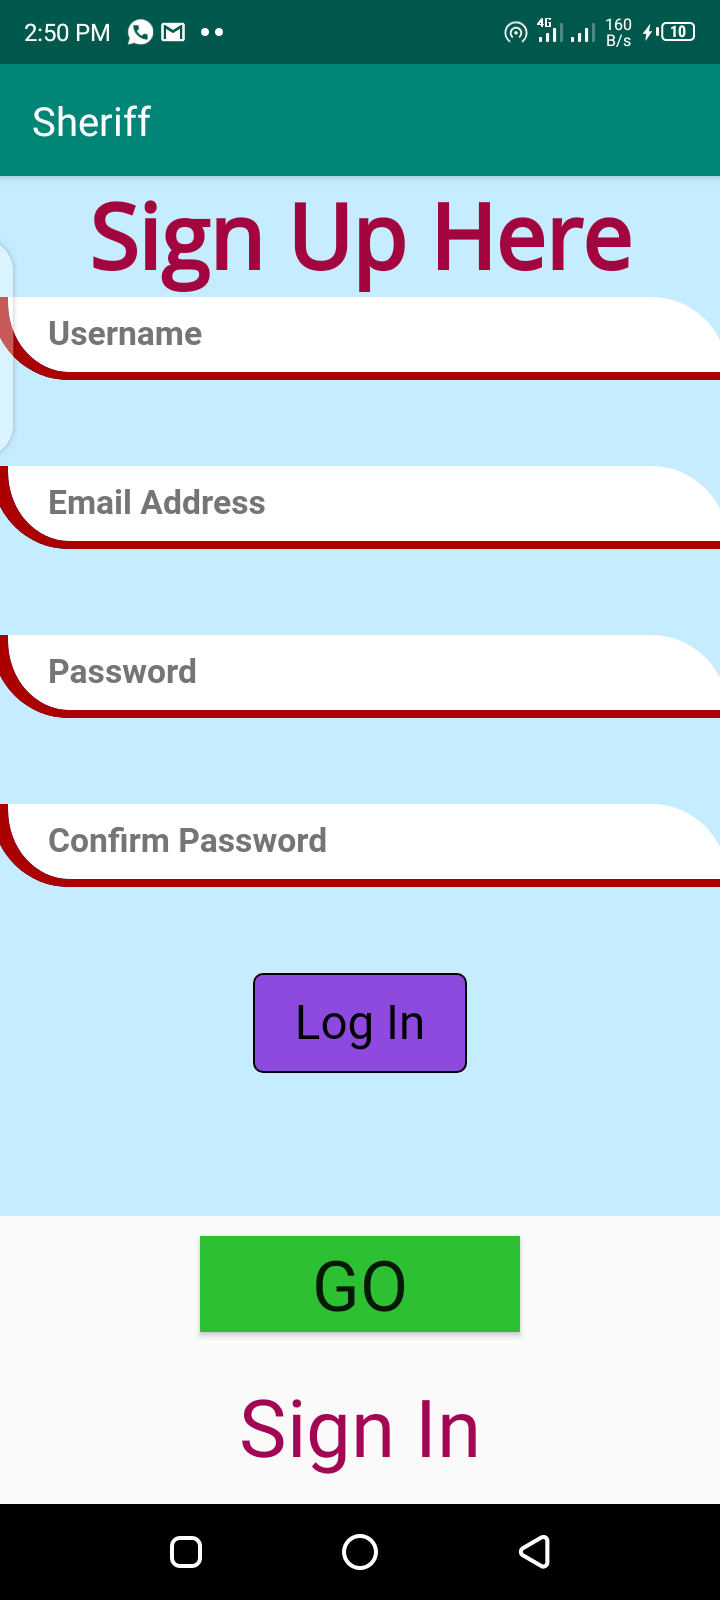 2:50 PM 4G 160 B/s 10
Sheriff
Sign Up Here
Username
Email Address
Password
Confirm Password
Log In
GO
Sign In